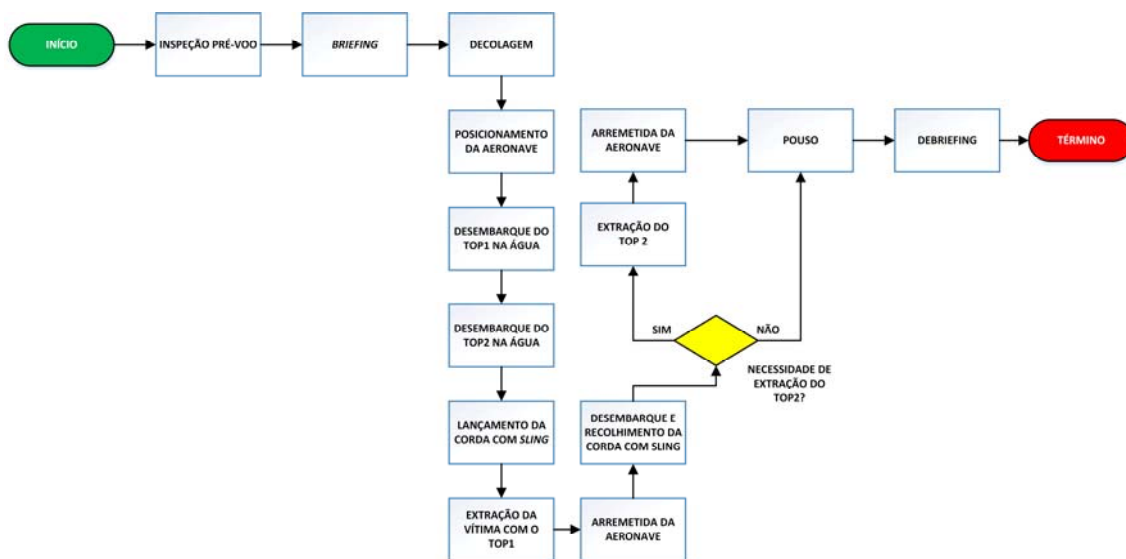 INÍCIO
INSPEÇÃO PRÉ-VOO
BRIEFING
DECOLAGEM
POSICIONAMENTO
DA AERONAVE
DESEMBARQUE DO
TOP1 NA ÁGUA
DESEMBARQUE DO
TOP2 NA ÁGUA
LANÇAMENTO DA
CORDA COM SLING
EXTRAÇÃO DA
VÍTIMA COM O
TOP1
ARREMETIDA DA
AERONAVE
DESEMBARQUE E
RECOLHIMENTO DA
CORDA COM SLING
NECESSIDADE DE
EXTRAÇÃO DO
TOP2?
SIM
NÃO
EXTRAÇÃO DO
TOP 2
ARREMETIDA DA
AERONAVE
POUSO
DEBRIEFING
TÉRMINO